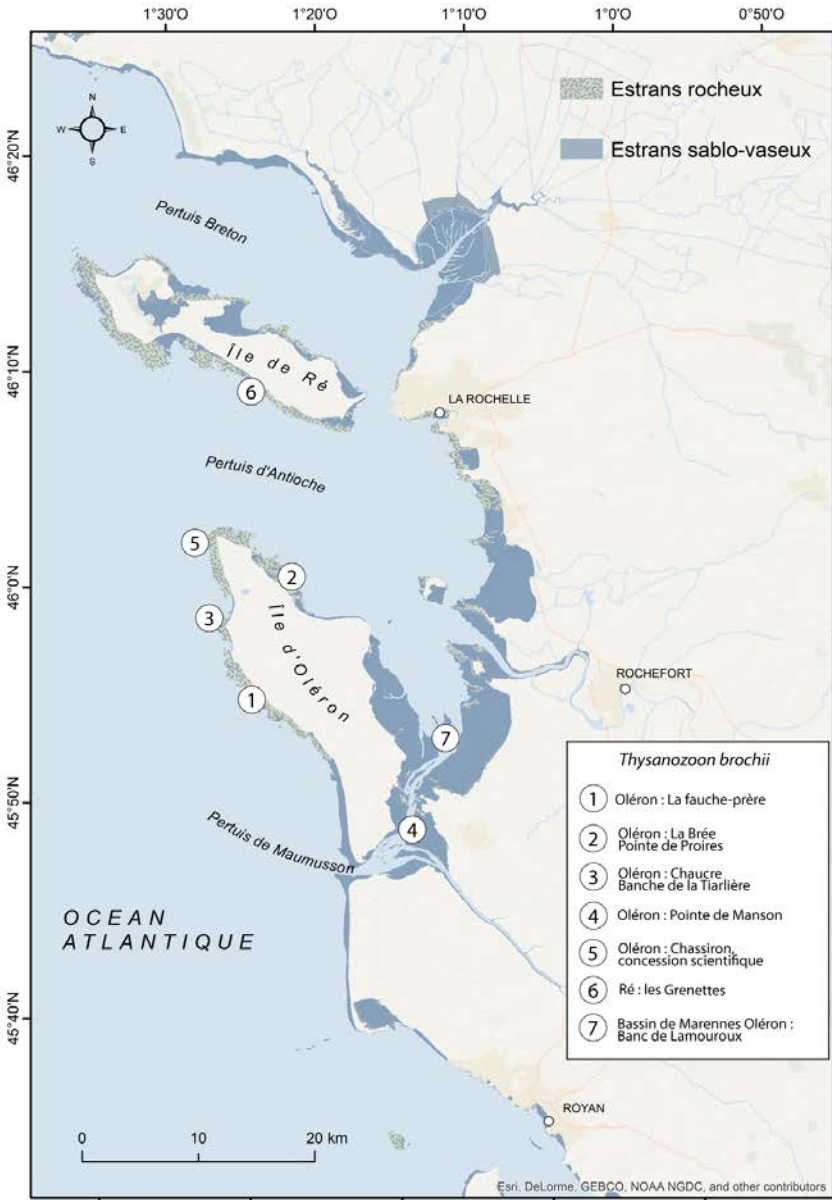 1°30'O 1°20'O 1°10'O 1°0'O 0°50'O
Estrans rocheux
N
W E
S
Estrans sablo-vaseux
46°20'N
Pertuis Breton
46°10'N
Île de Ré
6
LA ROCHELLE
Pertuis d'Antioche
5
2
46°0'N
3
Île d'Oléron
1
ROCHEFORT
7
45°50'N
4
Pertuis de Maumusson
OCEAN
ATLANTIQUE
45°40'N
Thysanozoon brochii
1 Oléron : La fauche-prère
2 Oléron : La Brée
Pointe de Proires
3 Oléron : Chaucre
Banche de la Tiarlière
4 Oléron : Pointe de Manson
5 Oléron : Chassiron,
concession scientifique
6 Ré : les Grenettes
7 Bassin de Marennes Oléron :
Banc de Lamouroux
ROYAN
0 10 20 km
Esri, DeLorme, GEBCO, NOAA NGDC, and other contributors